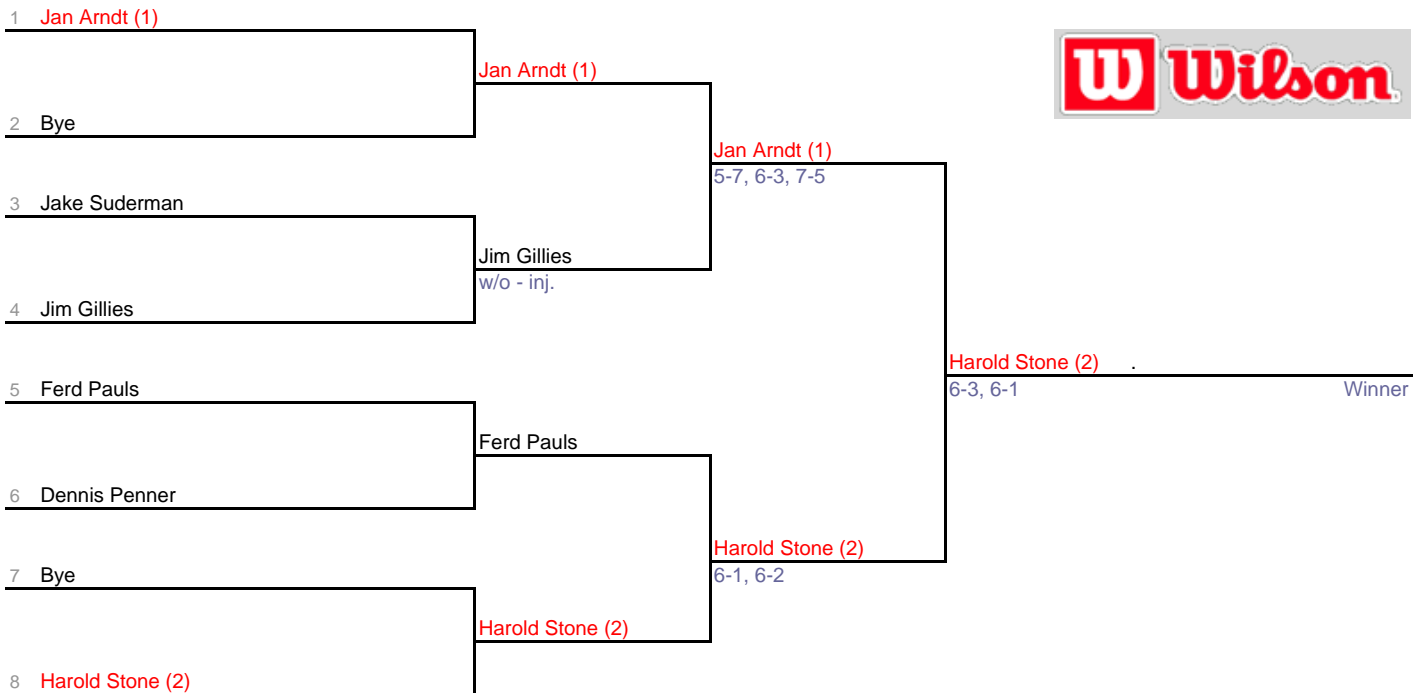 1 Jan Arndt (1)
Jan Arndt (1)
2 Bye
Jan Arndt (1)
5-7, 6-3, 7-5
3 Jake Suderman
Jim Gillies
w/o - inj.
4 Jim Gillies
Harold Stone (2) .
6-3, 6-1 Winner
5 Ferd Pauls
Ferd Pauls
6 Dennis Penner
Harold Stone (2)
6-1, 6-2
7 Bye
Harold Stone (2)
8 Harold Stone (2)
W Wilson